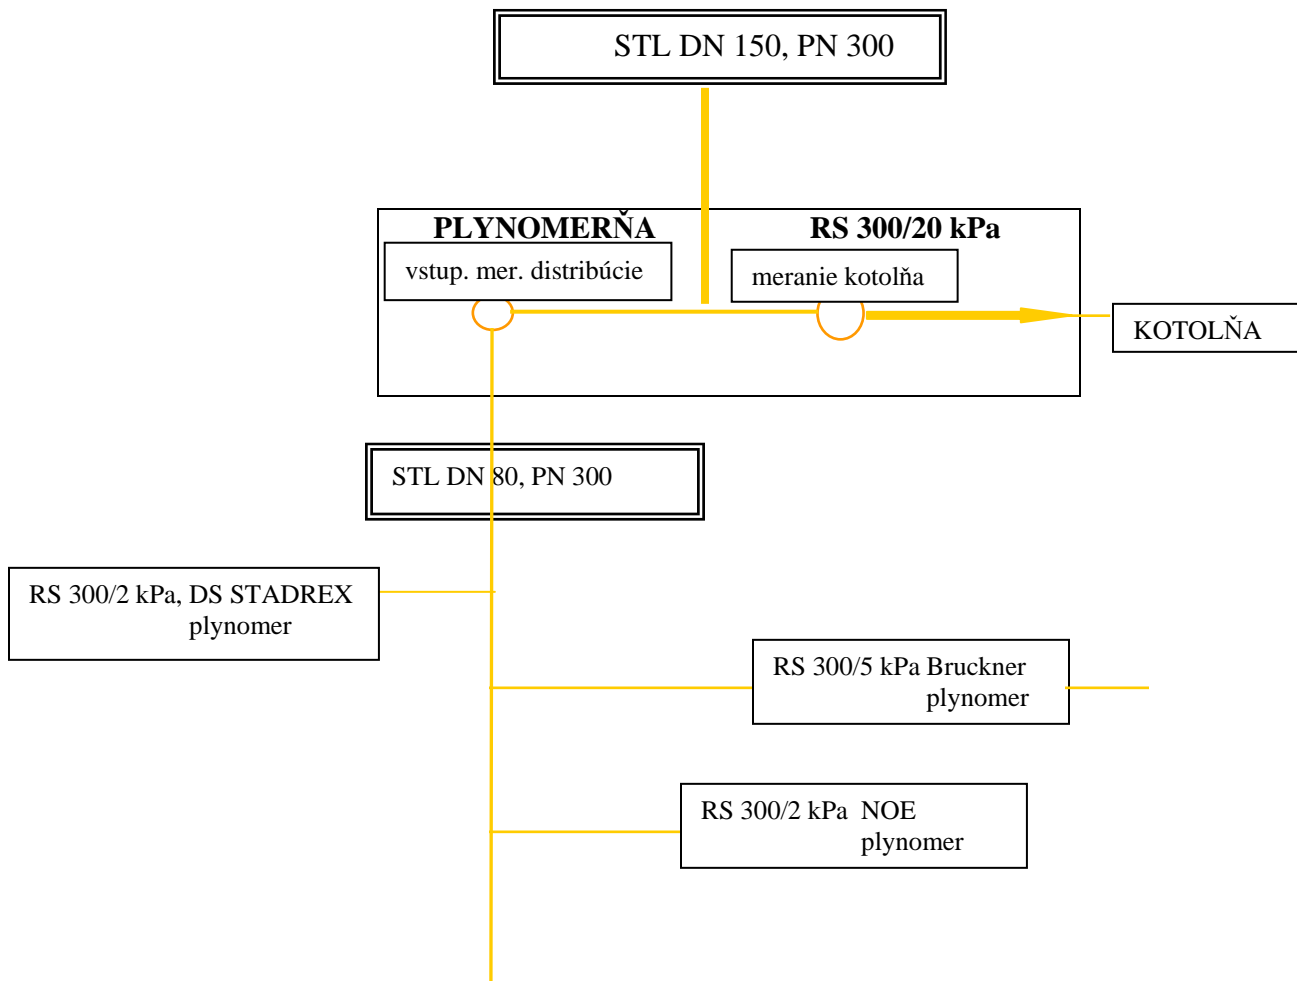 STL DN 150, PN 300
PLYNOMERŇA
RS 300/20 kPa
vstup. mer. distribúcie
meranie kotolňa
KOTOLŇA
STL DN 80, PN 300
RS 300/2 kPa, DS STADREX
plynomer
RS 300/5 kPa Bruckner
plynomer
RS 300/2 kPa NOE
plynomer